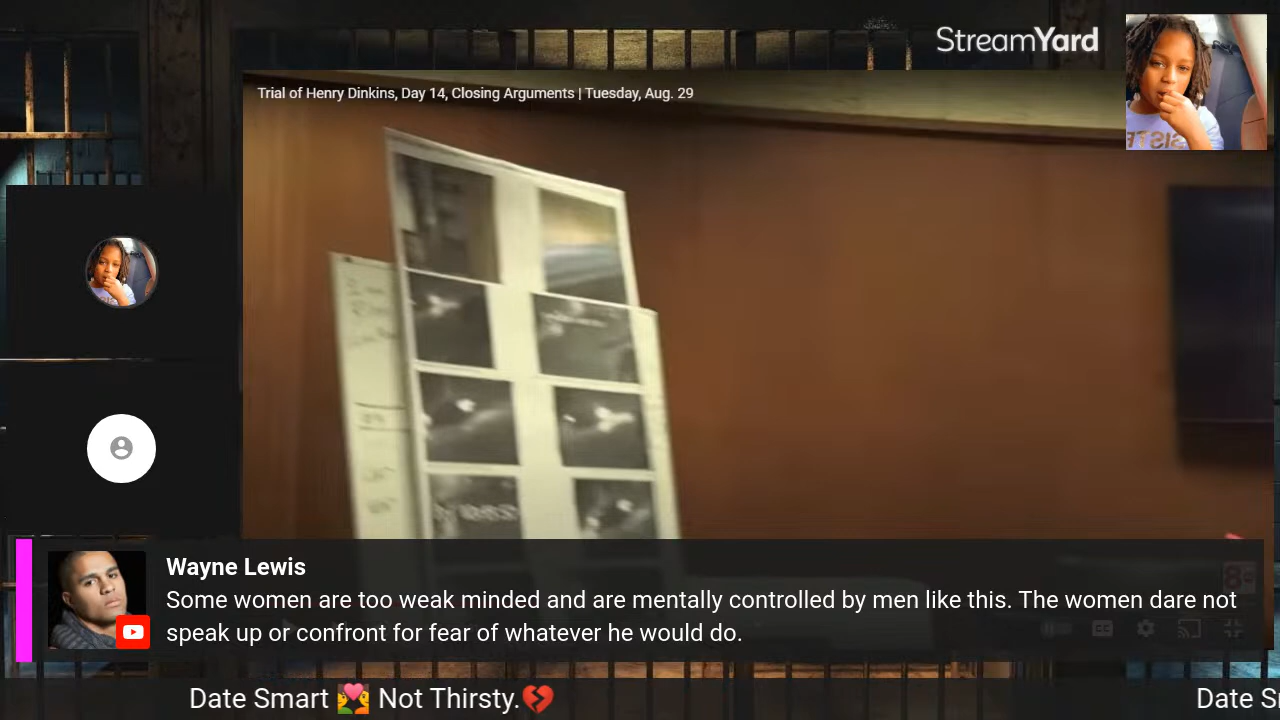 StreamYard
Trial of Henry Dinkins, Day 14, Closing Arguments | Tuesday, Aug. 29
Wayne Lewis
Some women are too weak minded and are mentally controlled by men like this. The women dare not
speak up or confront for fear of whatever he would do.
CC
Date Smart 💏 Not Thirsty.💔
Date S